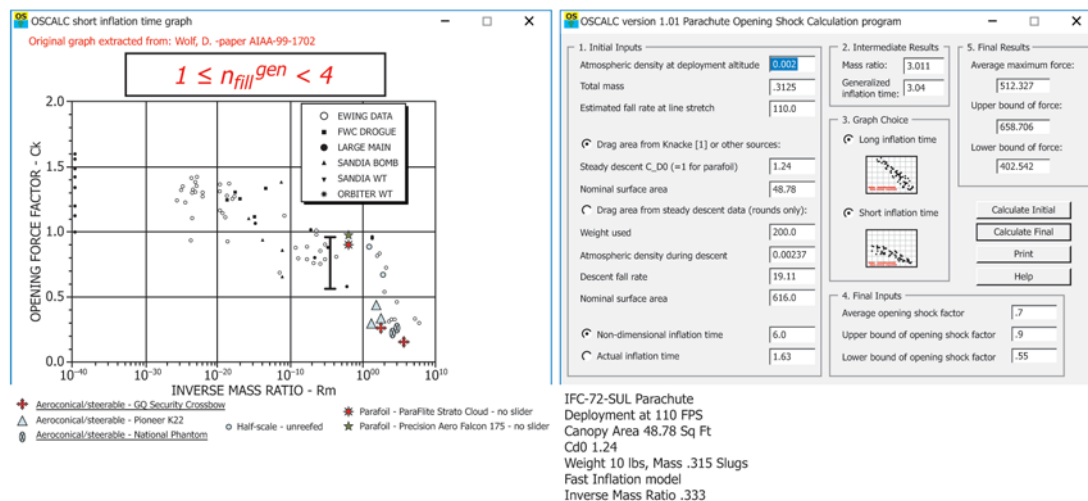 OSCALC short inflation time graph
Original graph extracted from: Wolf, D. -paper AIAA-99-1702
1 ≤ n_fill^gen < 4
OPENING FORCE FACTOR - Ck
2.0
1.5
1.0
0.5
0.0
EWING DATA
FWC DROGUE
LARGE MAIN
SANDIA BOMB
SANDIA WT
ORBITER WT
10^-40
10^-30
10^-20
10^-10
10^00
10^10
INVERSE MASS RATIO - Rm
Aeroconical/steerable - GQ Security Crossbow
Aeroconical/steerable - Pioneer K22
Aeroconical/steerable - National Phantom
Half-scale - unreefed
Parafoil - ParaFlite Strato Cloud - no slider
Parafoil - Precision Aero Falcon 175 - no slider
OSCALC version 1.01 Parachute Opening Shock Calculation program
1. Initial Inputs
Atmospheric density at deployment altitude 0.002
Total mass .3125
Estimated fall rate at line stretch 110.0
Drag area from Knacke [1] or other sources:
Steady descent C_D0 (=1 for parafoil) 1.24
Nominal surface area 48.78
Drag area from steady descent data (rounds only):
Weight used 200.0
Atmospheric density during descent 0.00237
Descent fall rate 19.11
Nominal surface area 616.0
Non-dimensional inflation time 6.0
Actual inflation time 1.63
2. Intermediate Results
Mass ratio: 3.011
Generalized
inflation time: 3.04
3. Graph Choice
Long inflation time
Short inflation time
5. Final Results
Average maximum force:
512.327
Upper bound of force:
658.706
Lower bound of force:
402.542
Calculate Initial
Calculate Final
Print
Help
4. Final Inputs
Average opening shock factor .7
Upper bound of opening shock factor .9
Lower bound of opening shock factor .55
IFC-72-SUL Parachute
Deployment at 110 FPS
Canopy Area 48.78 Sq Ft
Cd0 1.24
Weight 10 lbs, Mass .315 Slugs
Fast Inflation model
Inverse Mass Ratio .333